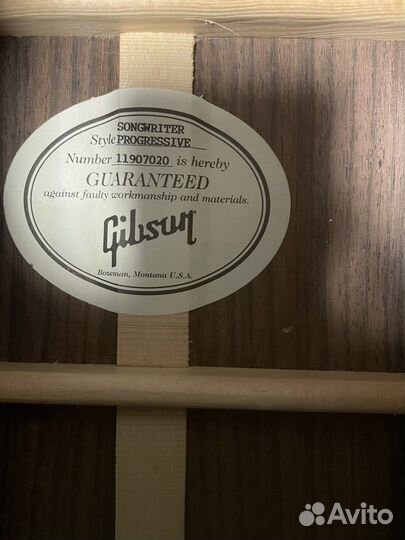 SONGWRITER
Style PROGRESSIVE
Number 11907020 is hereby
GUARANTEED
against faulty workmanship and materials.
Gibson
Bozeman, Montana U.S.A.
Avito